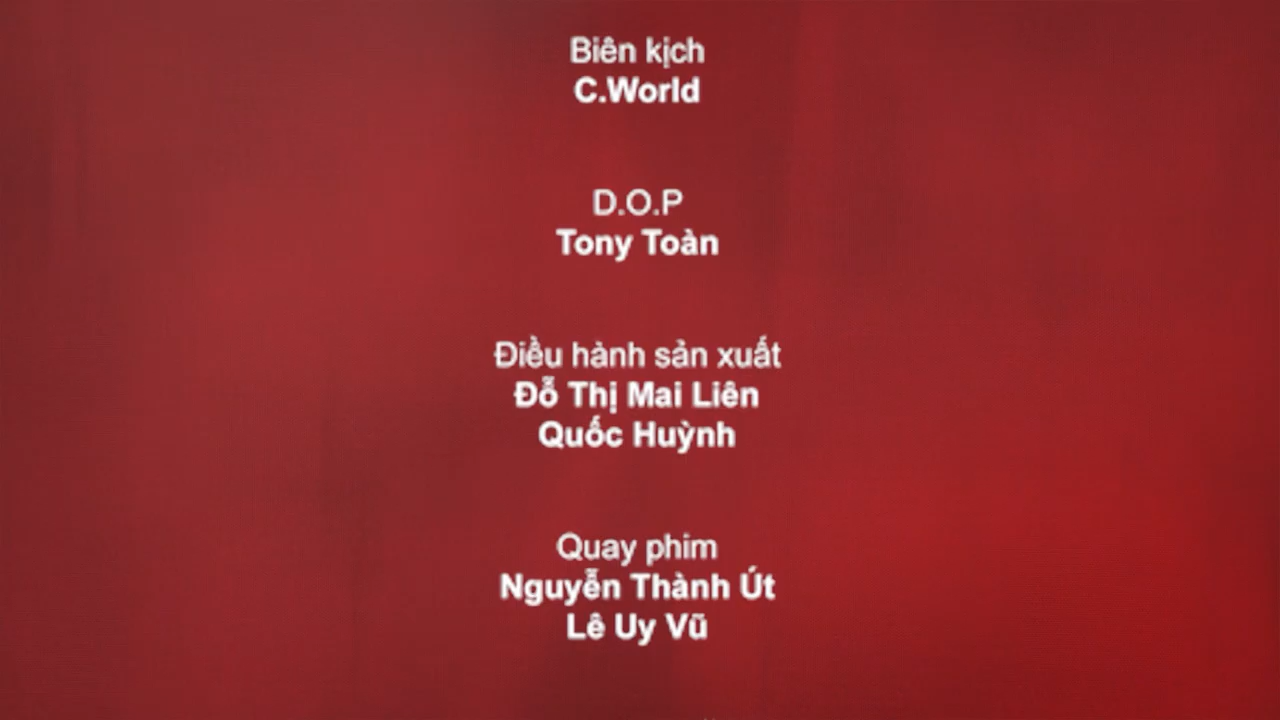 Biên kịch
C.World
D.O.P
Tony Toàn
Điều hành sản xuất
Đỗ Thị Mai Liên
Quốc Huỳnh
Quay phim
Nguyễn Thành Út
Lê Uy Vũ